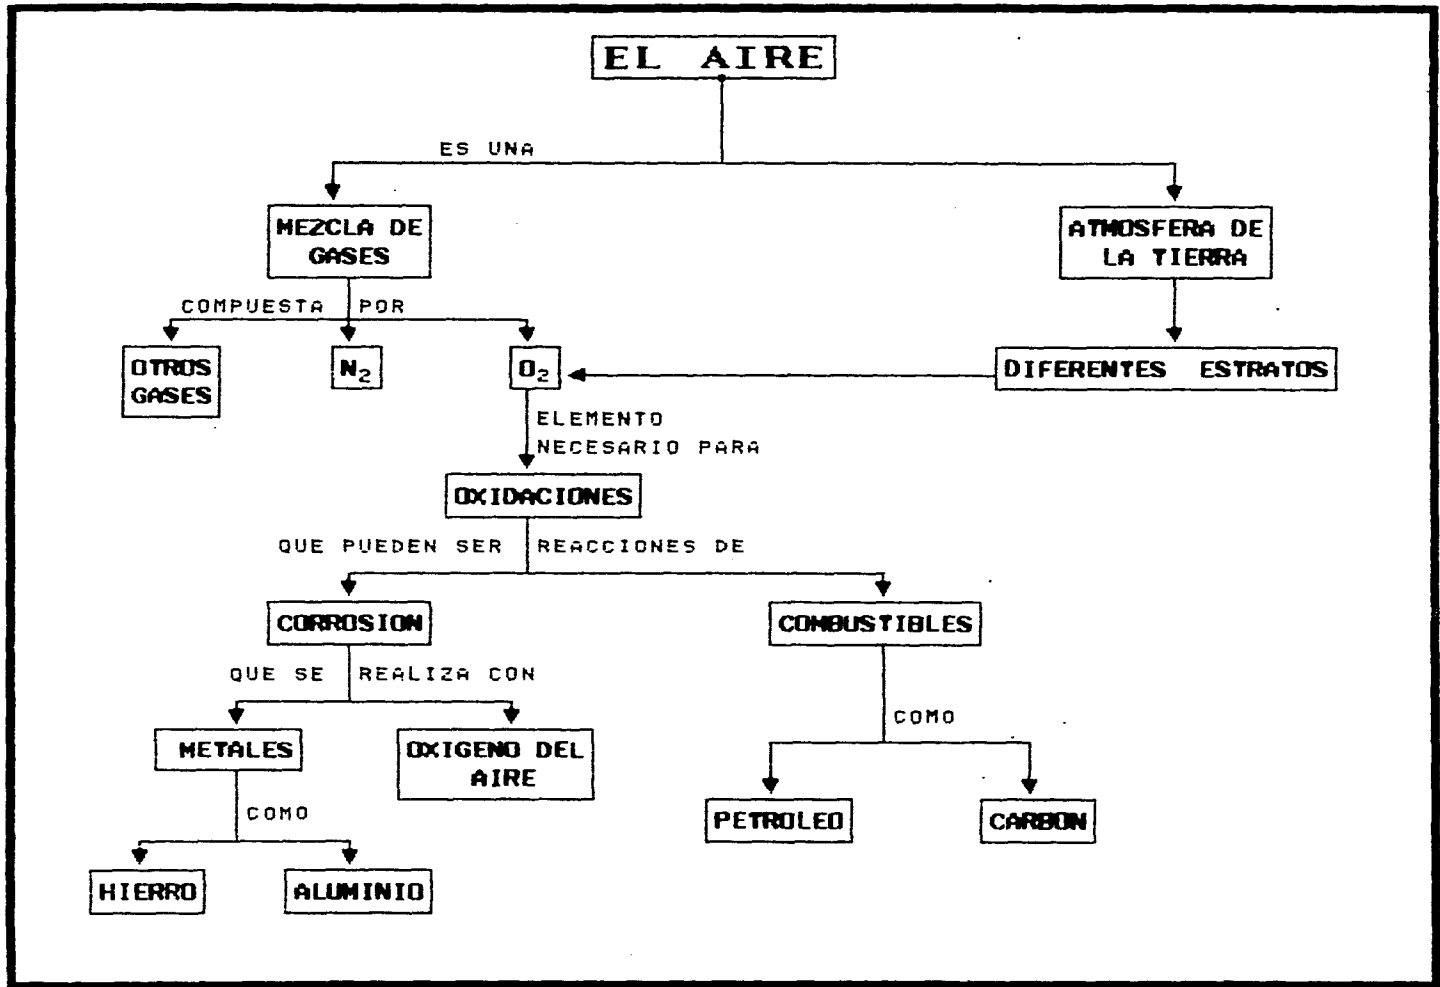 EL AIRE
ES UNA
MEZCLA DE
GASES
ATMOSFERA DE
LA TIERRA
COMPUESTA POR
OTROS
GASES
N₂
O₂
DIFERENTES ESTRATOS
ELEMENTO
NECESARIO PARA
OXIDACIONES
QUE PUEDEN SER REACCIONES DE
CORROSION
COMBUSTIBLES
QUE SE REALIZA CON
METALES
OXIGENO DEL
AIRE
COMO
PETROLEO
CARBON
COMO
HIERRO
ALUMINIO